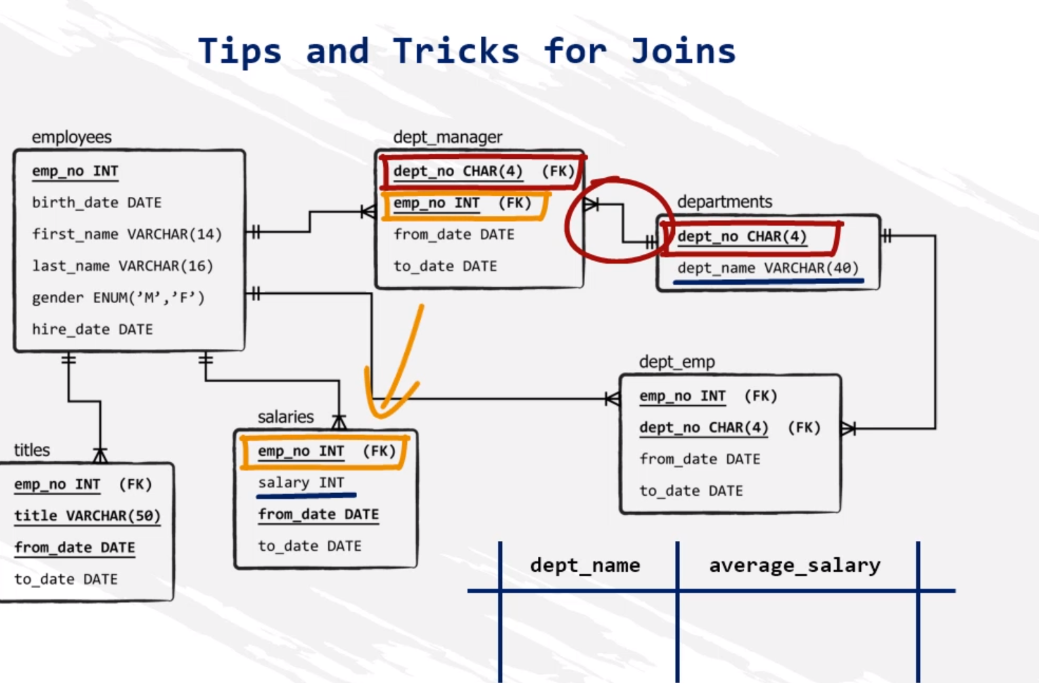 Tips and Tricks for Joins
employees
emp_no INT
birth_date DATE
first_name VARCHAR(14)
last_name VARCHAR(16)
gender ENUM(’M’,’F’)
hire_date DATE
dept_manager
dept_no CHAR(4) (FK)
emp_no INT (FK)
from_date DATE
to_date DATE
departments
dept_no CHAR(4)
dept_name VARCHAR(40)
dept_emp
emp_no INT (FK)
dept_no CHAR(4) (FK)
from_date DATE
to_date DATE
salaries
emp_no INT (FK)
salary INT
from_date DATE
to_date DATE
titles
emp_no INT (FK)
title VARCHAR(50)
from_date DATE
to_date DATE
dept_name average_salary